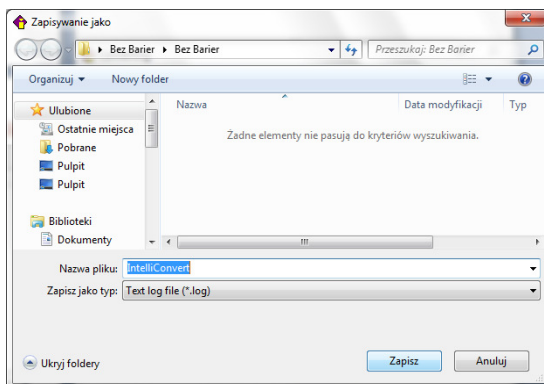 Zapisywanie jako
Bez Barier Bez Barier Przeszukaj: Bez Barier
Organizuj Nowy folder
Ulubione
Ostatnie miejsca
Pobrane
Pulpit
Pulpit
Biblioteki
Dokumenty
Nazwa Data modyfikacji Typ
Żadne elementy nie pasują do kryteriów wyszukiwania.
Nazwa pliku: IntelliConvert
Zapisz jako typ: Text log file (*.log)
Ukryj foldery Zapisz Anuluj